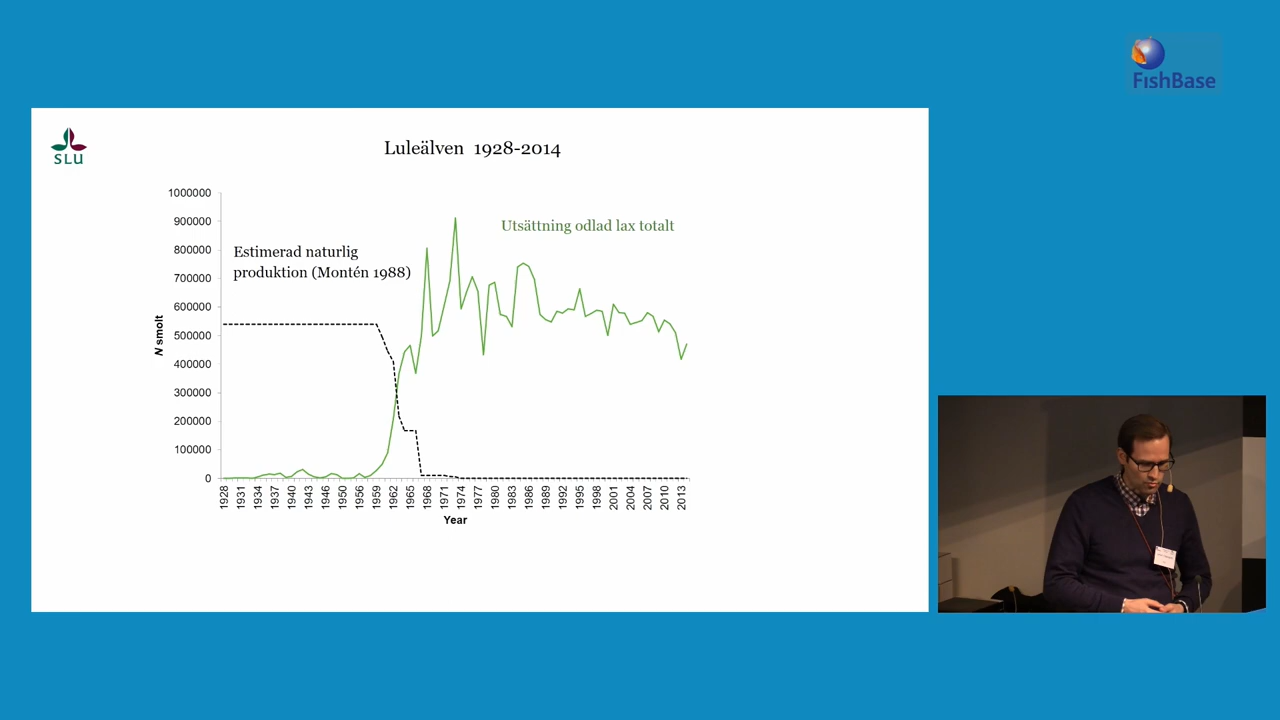 FishBase
SLU
Luleälven 1928-2014
1000000
900000
800000
700000
600000
500000
400000
300000
200000
100000
0
Utsättning odlad lax totalt
Estimerad naturlig
produktion (Montén 1988)
N smolt
1928 1931 1934 1937 1940 1943 1946 1950 1953 1956 1959 1962 1965 1968 1971 1974 1977 1980 1983 1986 1989 1992 1995 1998 2001 2004 2007 2010 2013
Year